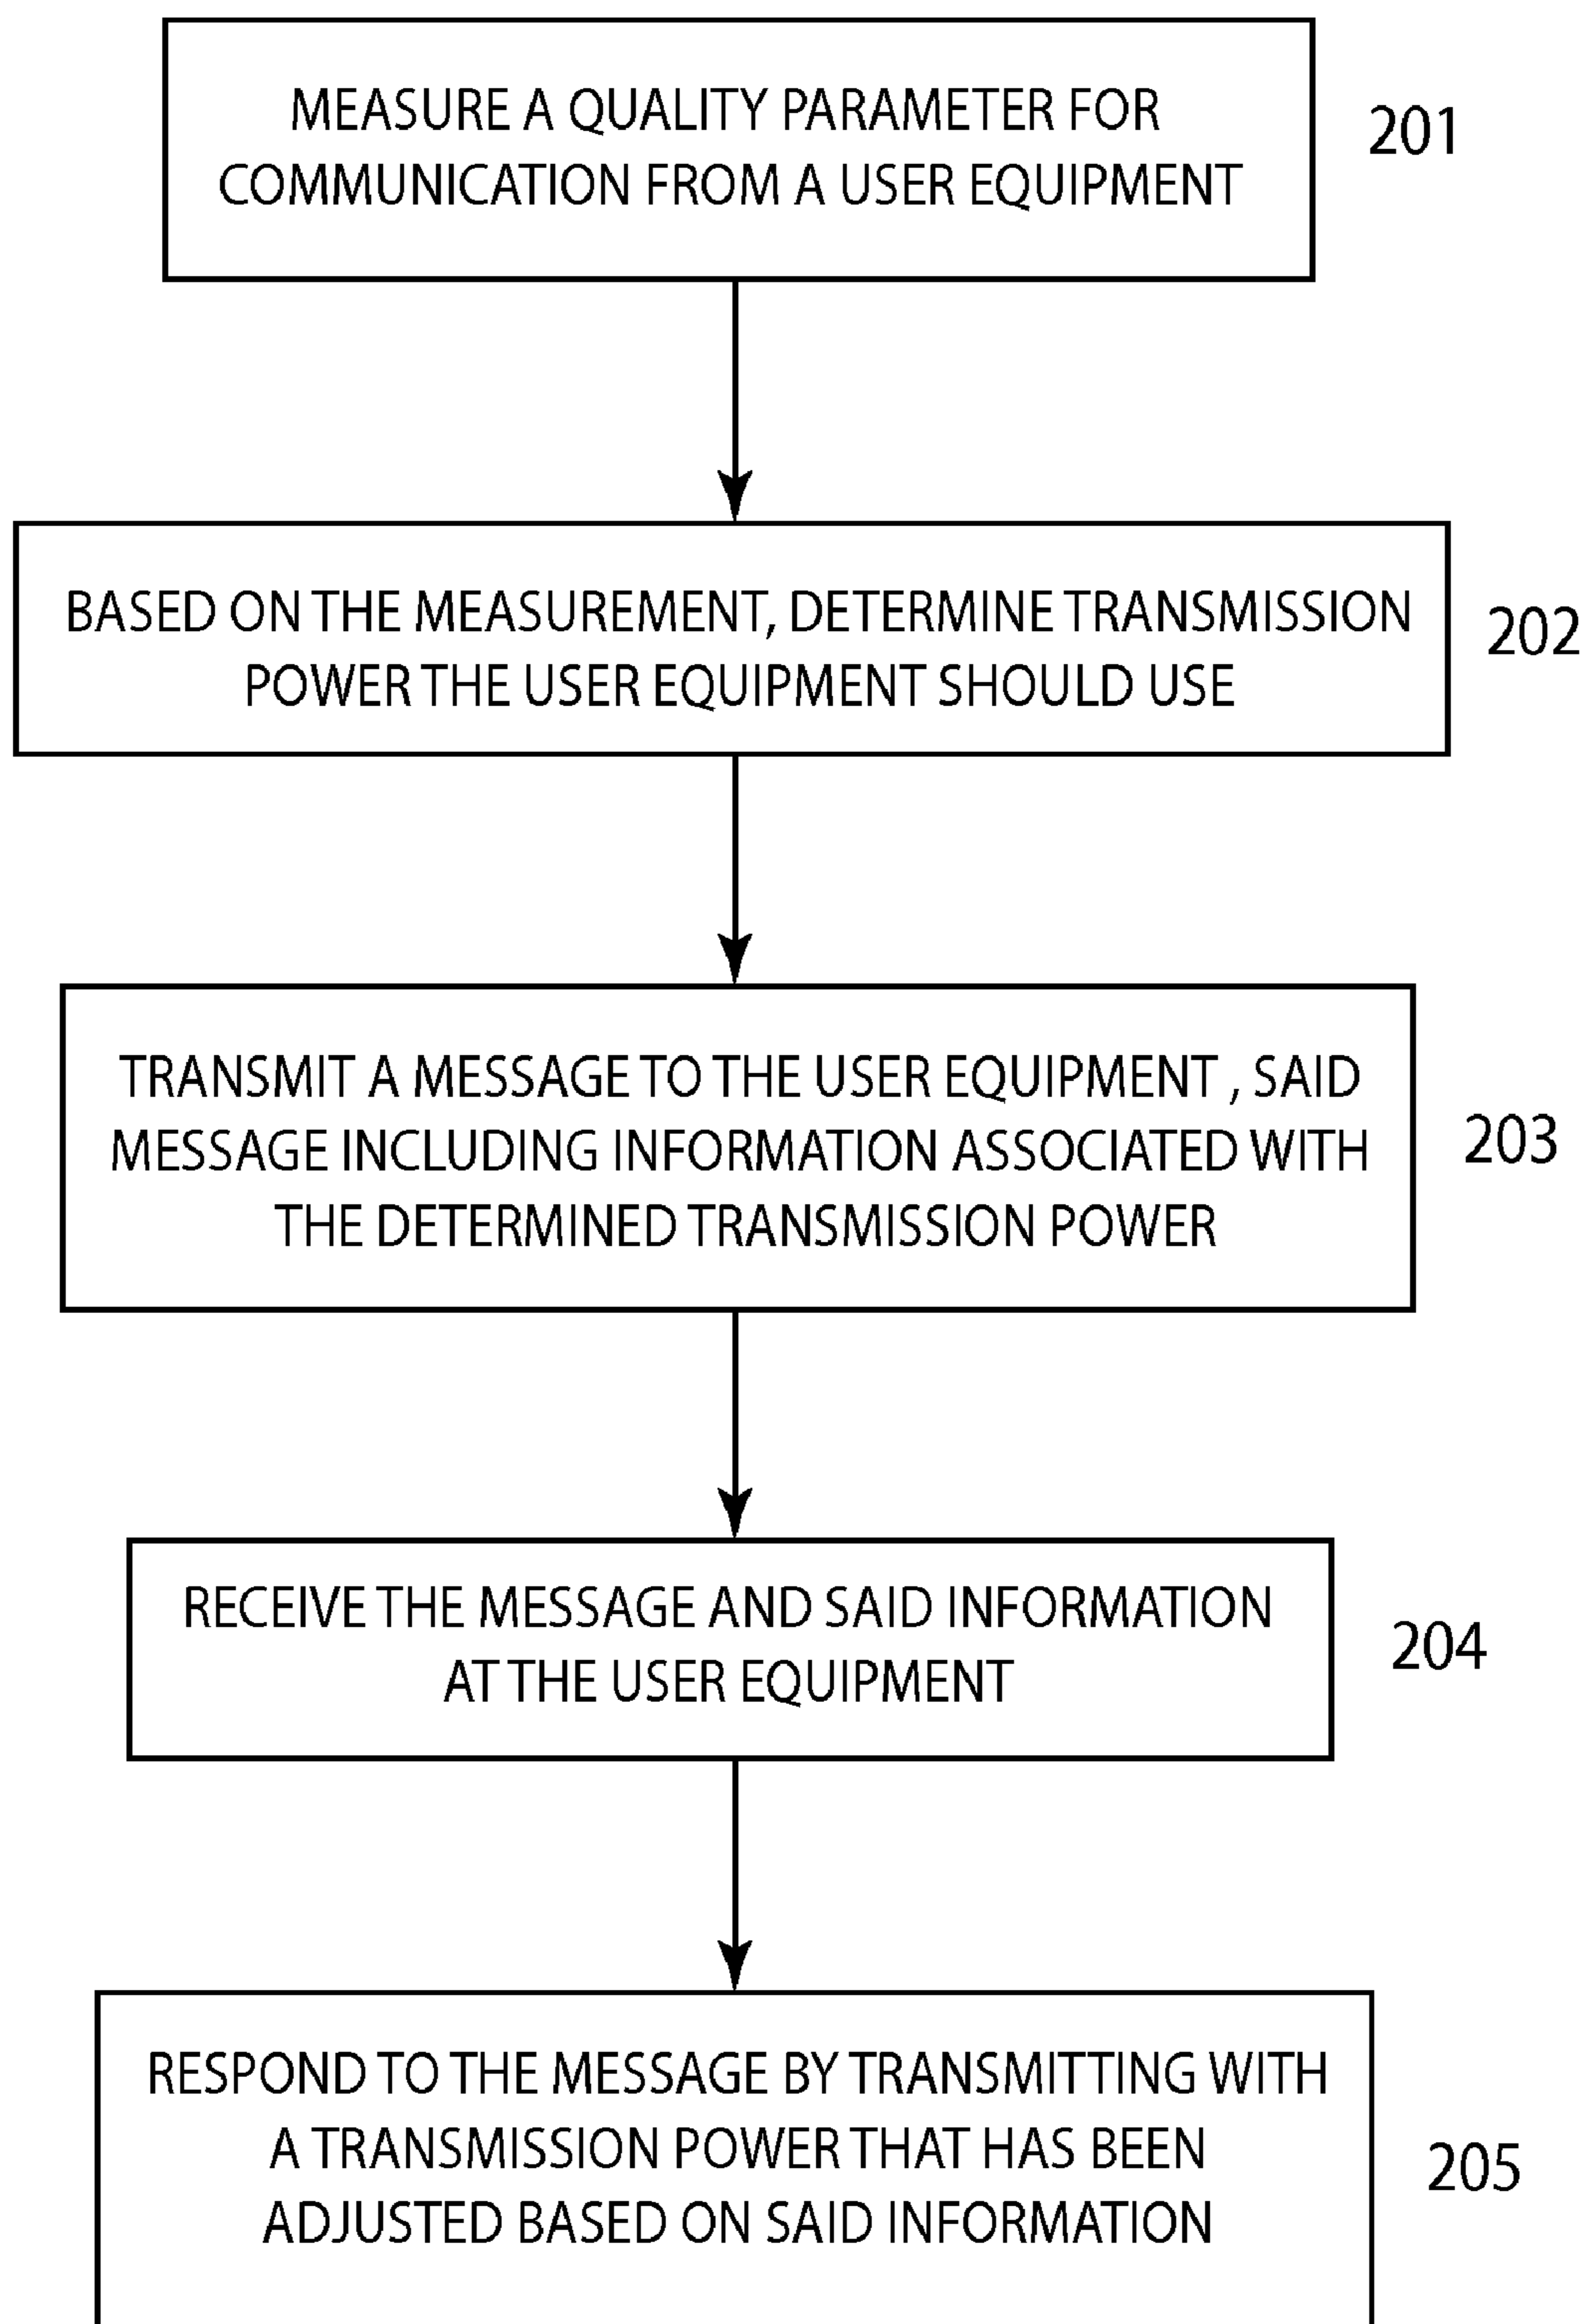 MEASURE A QUALITY PARAMETER FOR
COMMUNICATION FROM A USER EQUIPMENT
201
BASED ON THE MEASUREMENT, DETERMINE TRANSMISSION
POWER THE USER EQUIPMENT SHOULD USE
202
TRANSMIT A MESSAGE TO THE USER EQUIPMENT , SAID
MESSAGE INCLUDING INFORMATION ASSOCIATED WITH
THE DETERMINED TRANSMISSION POWER
203
RECEIVE THE MESSAGE AND SAID INFORMATION
AT THE USER EQUIPMENT
204
RESPOND TO THE MESSAGE BY TRANSMITTING WITH
A TRANSMISSION POWER THAT HAS BEEN
ADJUSTED BASED ON SAID INFORMATION
205